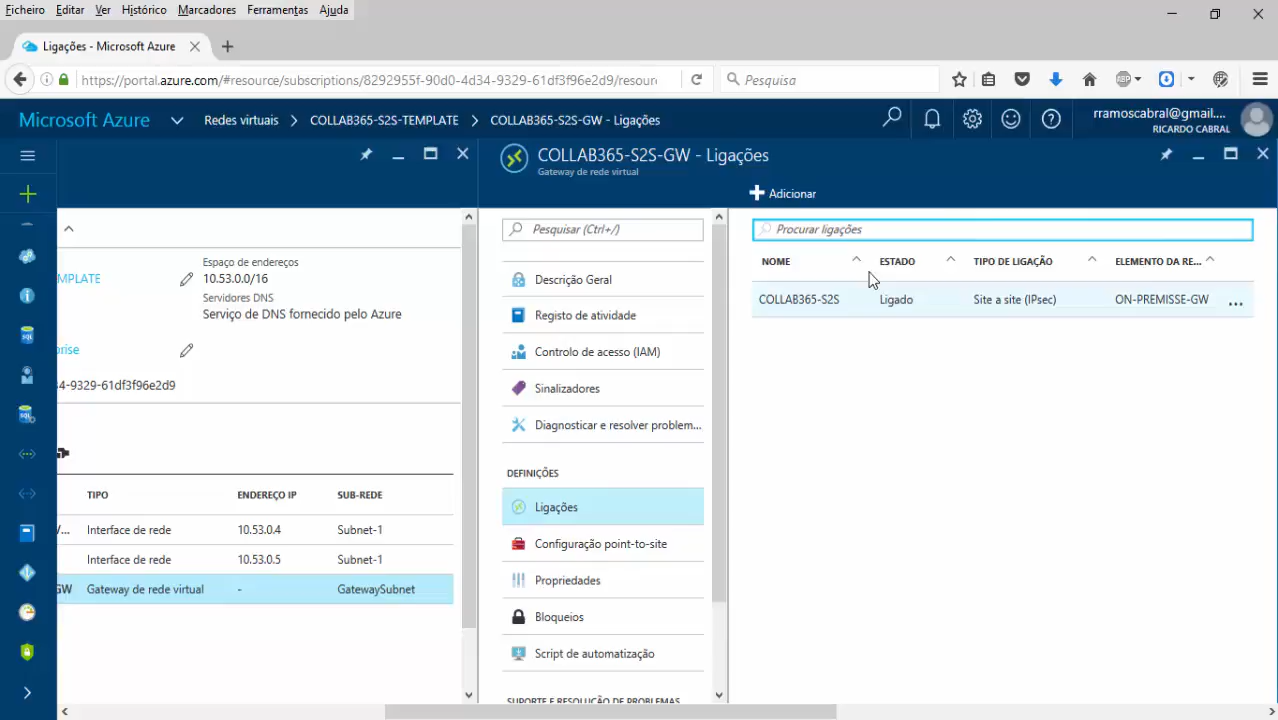 Ficheiro Editar Ver Histórico Marcadores Ferramentas Ajuda
Ligações - Microsoft Azure
https://portal.azure.com/#resource/subscriptions/8292955f-90d0-4d34-9329-61df3f96e2d9/resour
Pesquisa
ABP
Microsoft Azure
Redes virtuais > COLLAB365-S2S-TEMPLATE > COLLAB365-S2S-GW - Ligações
rramoscabral@gmail....
RICARDO CABRAL
COLLAB365-S2S-GW - Ligações
Gateway de rede virtual
Adicionar
Espaço de endereços
EMPLATE
10.53.0.0/16
Servidores DNS
Serviço de DNS fornecido pelo Azure
prise
34-9329-61df3f96e2d9
TIPO ENDEREÇO IP SUB-REDE
Interface de rede 10.53.0.4 Subnet-1
Interface de rede 10.53.0.5 Subnet-1
GW Gateway de rede virtual - GatewaySubnet
Pesquisar (Ctrl+/)
Descrição Geral
Registo de atividade
Controlo de acesso (IAM)
Sinalizadores
Diagnosticar e resolver problem...
DEFINIÇÕES
Ligações
Configuração point-to-site
Propriedades
Bloqueios
Script de automatização
SUPORTE E RESOLUÇÃO DE PROBLEMAS
Procurar ligações
NOME ESTADO TIPO DE LIGAÇÃO ELEMENTO DA RE...
COLLAB365-S2S Ligado Site a site (IPsec) ON-PREMISSE-GW ...